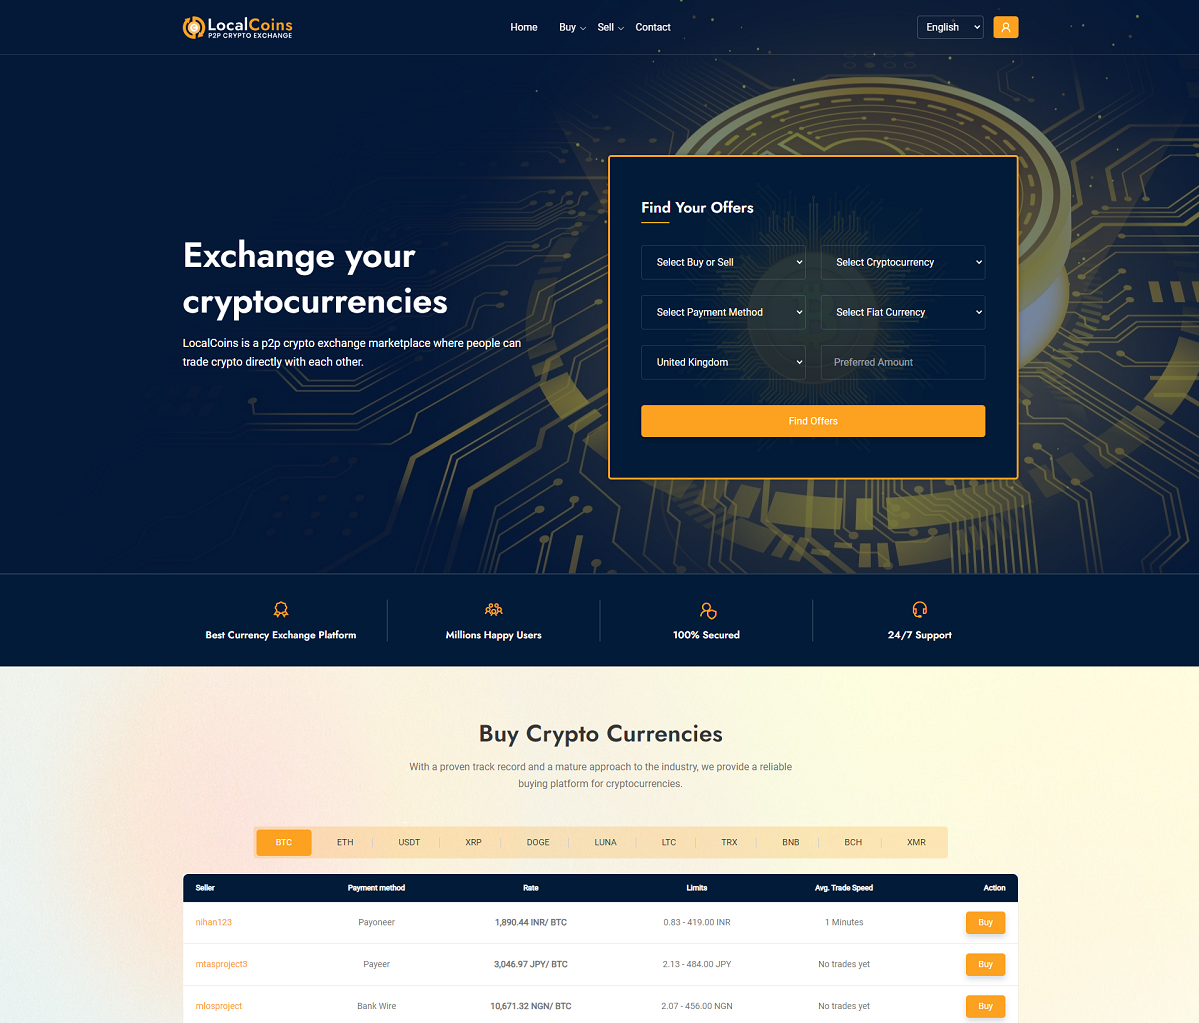 LocalCoins
P2P CRYPTO EXCHANGE
Home Buy Sell Contact
English
Exchange your
cryptocurrencies
LocalCoins is a p2p crypto exchange marketplace where people can
trade crypto directly with each other.
Find Your Offers
Select Buy or Sell Select Cryptocurrency
Select Payment Method Select Fiat Currency
United Kingdom Preferred Amount
Find Offers
Best Currency Exchange Platform Millions Happy Users 100% Secured 24/7 Support
Buy Crypto Currencies
With a proven track record and a mature approach to the industry, we provide a reliable
buying platform for cryptocurrencies.
BTC ETH USDT XRP DOGE LUNA LTC TRX BNB BCH XMR
Seller Payment method Rate Limits Avg. Trade Speed Action
nihan123 Payoneer 1,890.44 INR/ BTC 0.83 - 419.00 INR 1 Minutes Buy
mtasproject3 Payeer 3,046.97 JPY/ BTC 2.13 - 484.00 JPY No trades yet Buy
mlosproject Bank Wire 10,671.32 NGN/ BTC 2.07 - 456.00 NGN No trades yet Buy